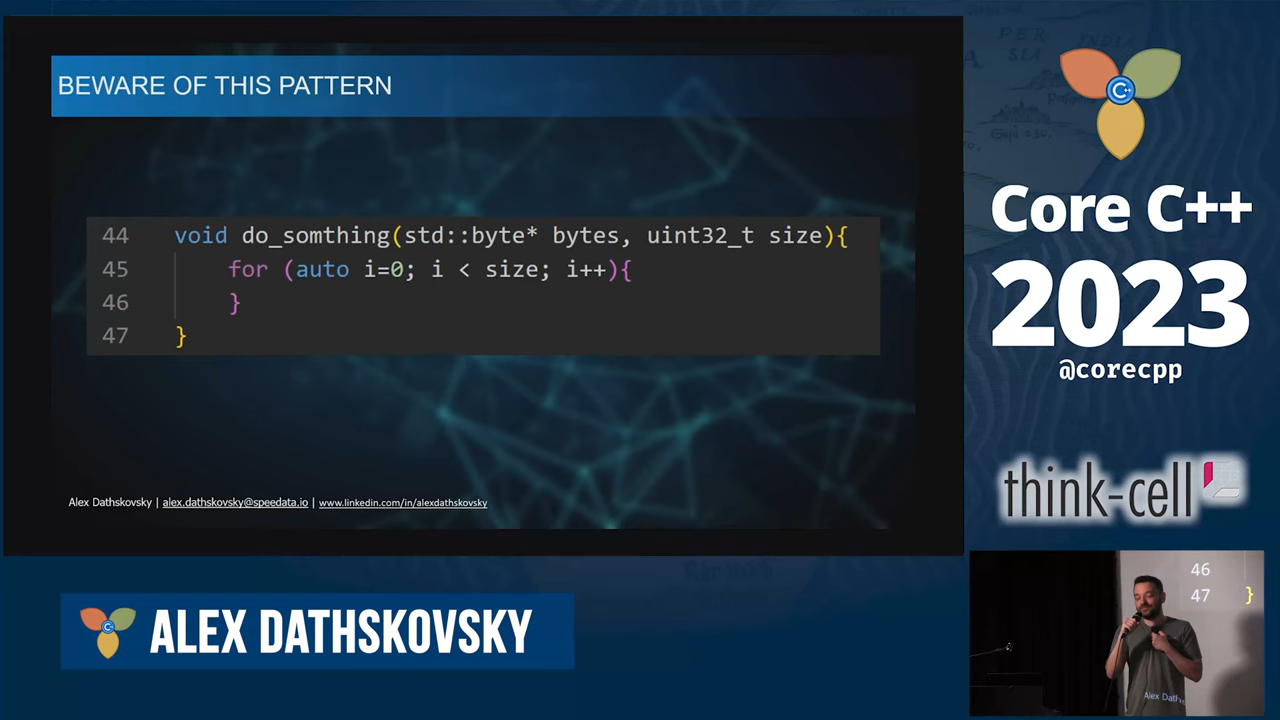 BEWARE OF THIS PATTERN
44 void do_somthing(std::byte* bytes, uint32_t size){
45 for (auto i=0; i < size; i++){
46 }
47 }
Alex Dathskovsky | alex.dathskovsky@speedata.io | www.linkedin.com/in/alexdathskovsky
C++
Core C++
2023
@corecpp
think-cell
C++
ALEX DATHSKOVSKY
46
47 }